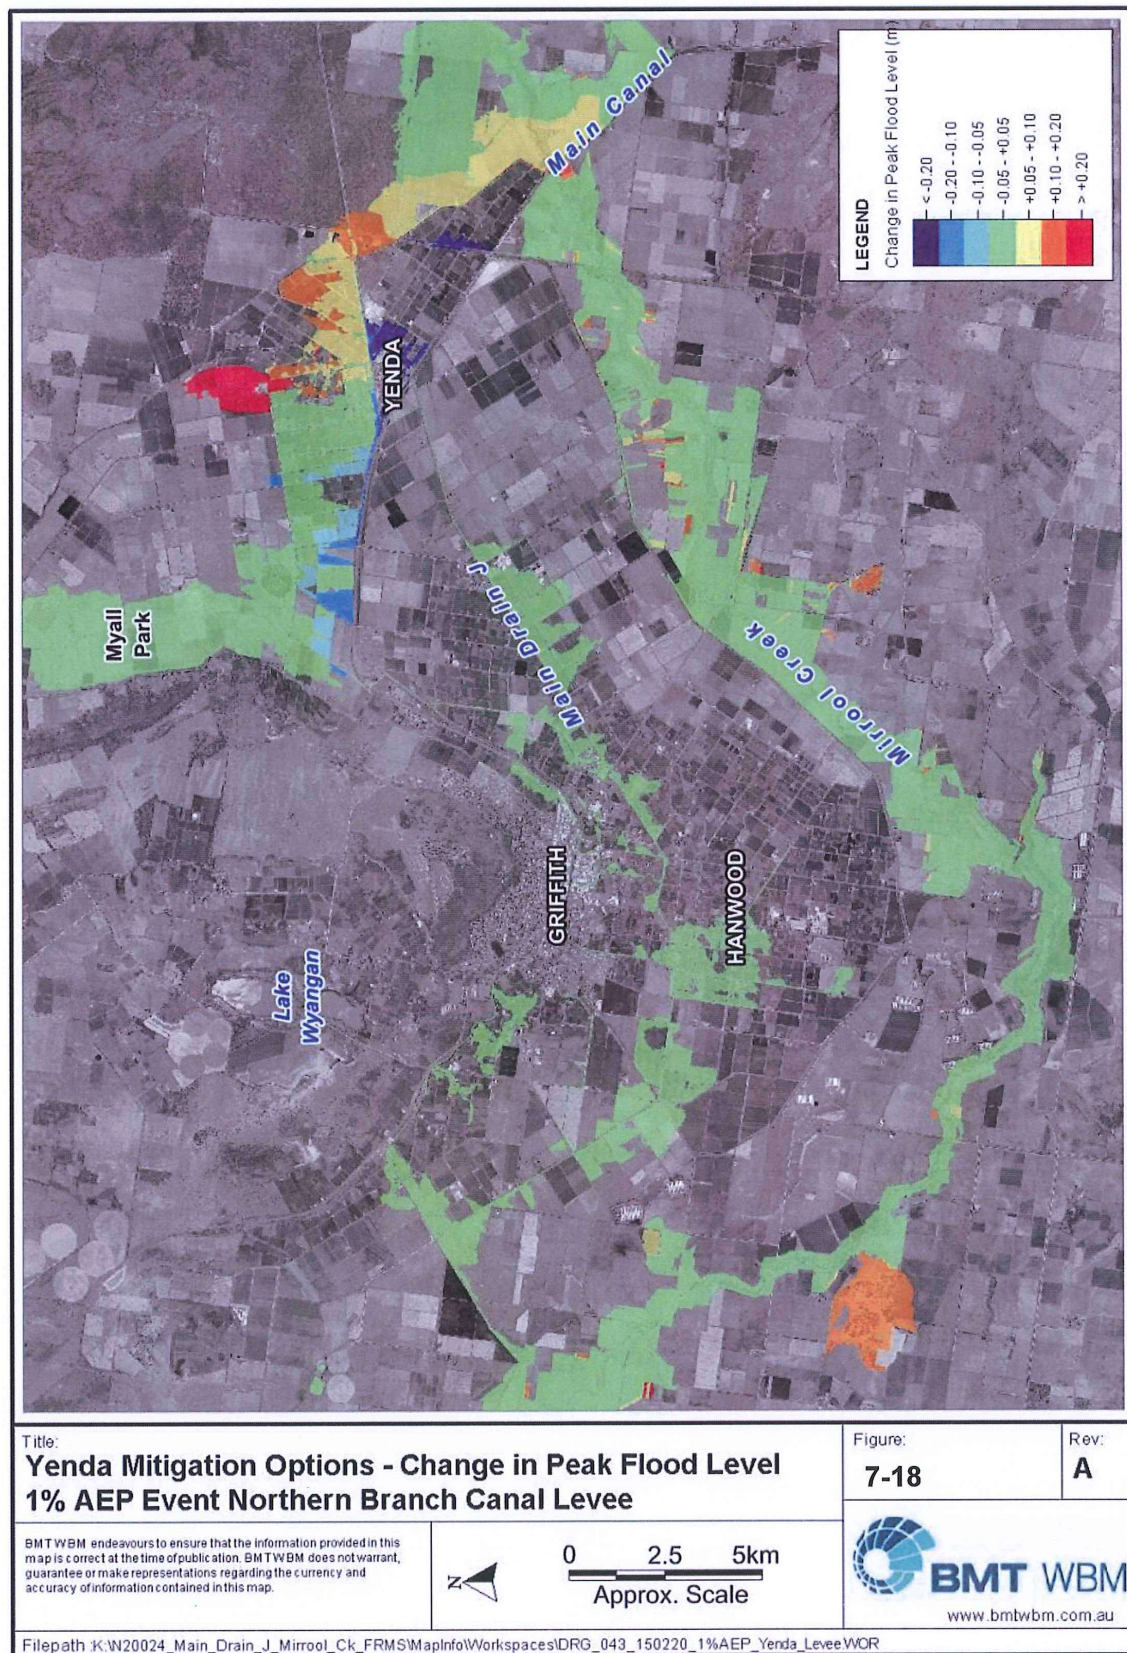 LEGEND
Change in Peak Flood Level (m)
< -0.20
-0.20 - -0.10
-0.10 - -0.05
-0.05 - +0.05
+0.05 - +0.10
+0.10 - +0.20
> +0.20
Main Canal
YENDA
Myall
Park
Main Drain J
Mirrool Creek
GRIFFITH
HANWOOD
Lake
Wyangan
Title:
Yenda Mitigation Options - Change in Peak Flood Level
1% AEP Event Northern Branch Canal Levee
Figure:
7-18
Rev:
A
BMT WBM endeavours to ensure that the information provided in this
map is correct at the time of publication. BMT WBM does not warrant,
guarantee or make representations regarding the currency and
accuracy of information contained in this map.
N
0 2.5 5km
Approx. Scale
BMT WBM
www.bmtwbm.com.au
Filepath :K:\N20024_Main_Drain_J_Mirrool_Ck_FRMS\MapInfo\Workspaces\DRG_043_150220_1%AEP_Yenda_Levee.WOR